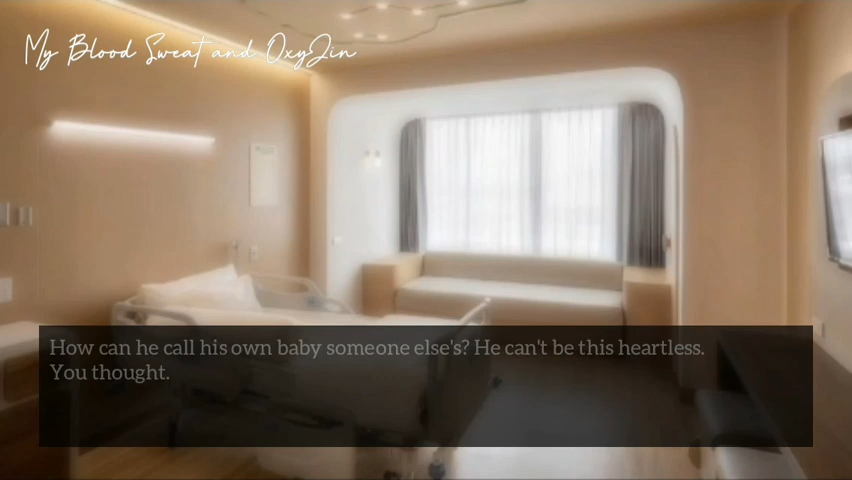 My Blood Sweat and OxyJin
How can he call his own baby someone else's? He can't be this heartless.
You thought.